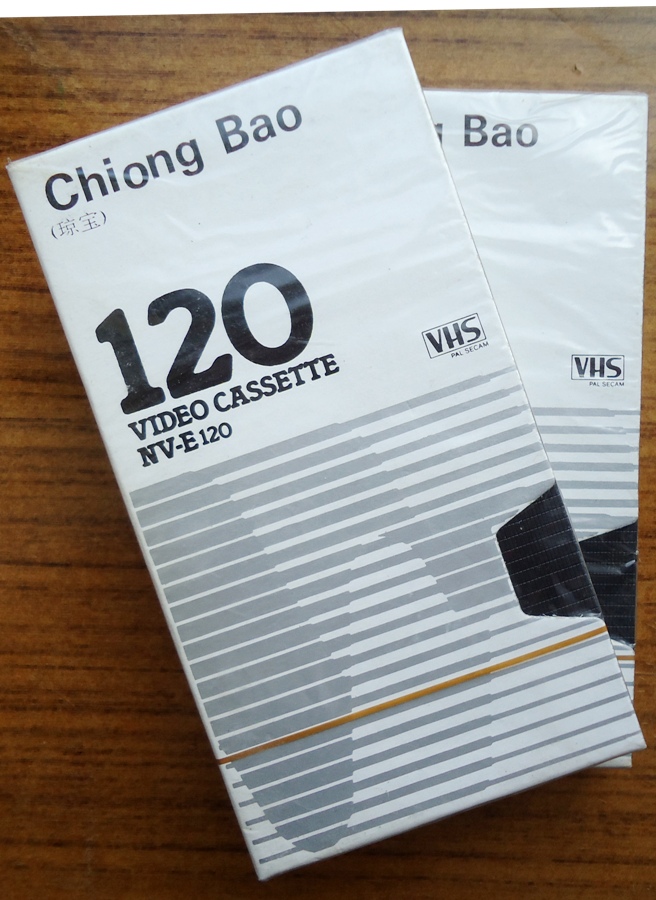 Chiong Bao
(琼宝)
120
VIDEO CASSETTE
NV-E120
VHS
PAL SECAM
Bao
VHS
PAL SECAM